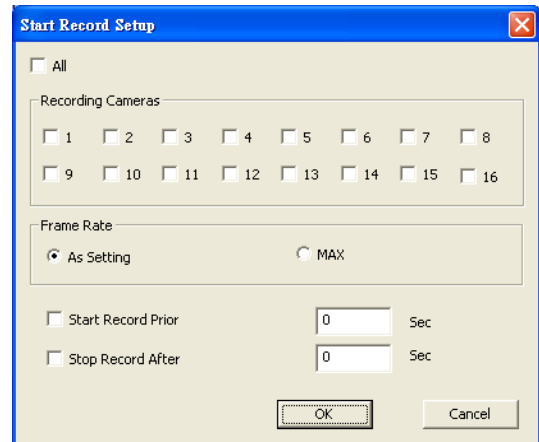 Start Record Setup
All
Recording Cameras
1 2 3 4 5 6 7 8
9 10 11 12 13 14 15 16
Frame Rate
As Setting MAX
Start Record Prior 0 Sec
Stop Record After 0 Sec
OK Cancel